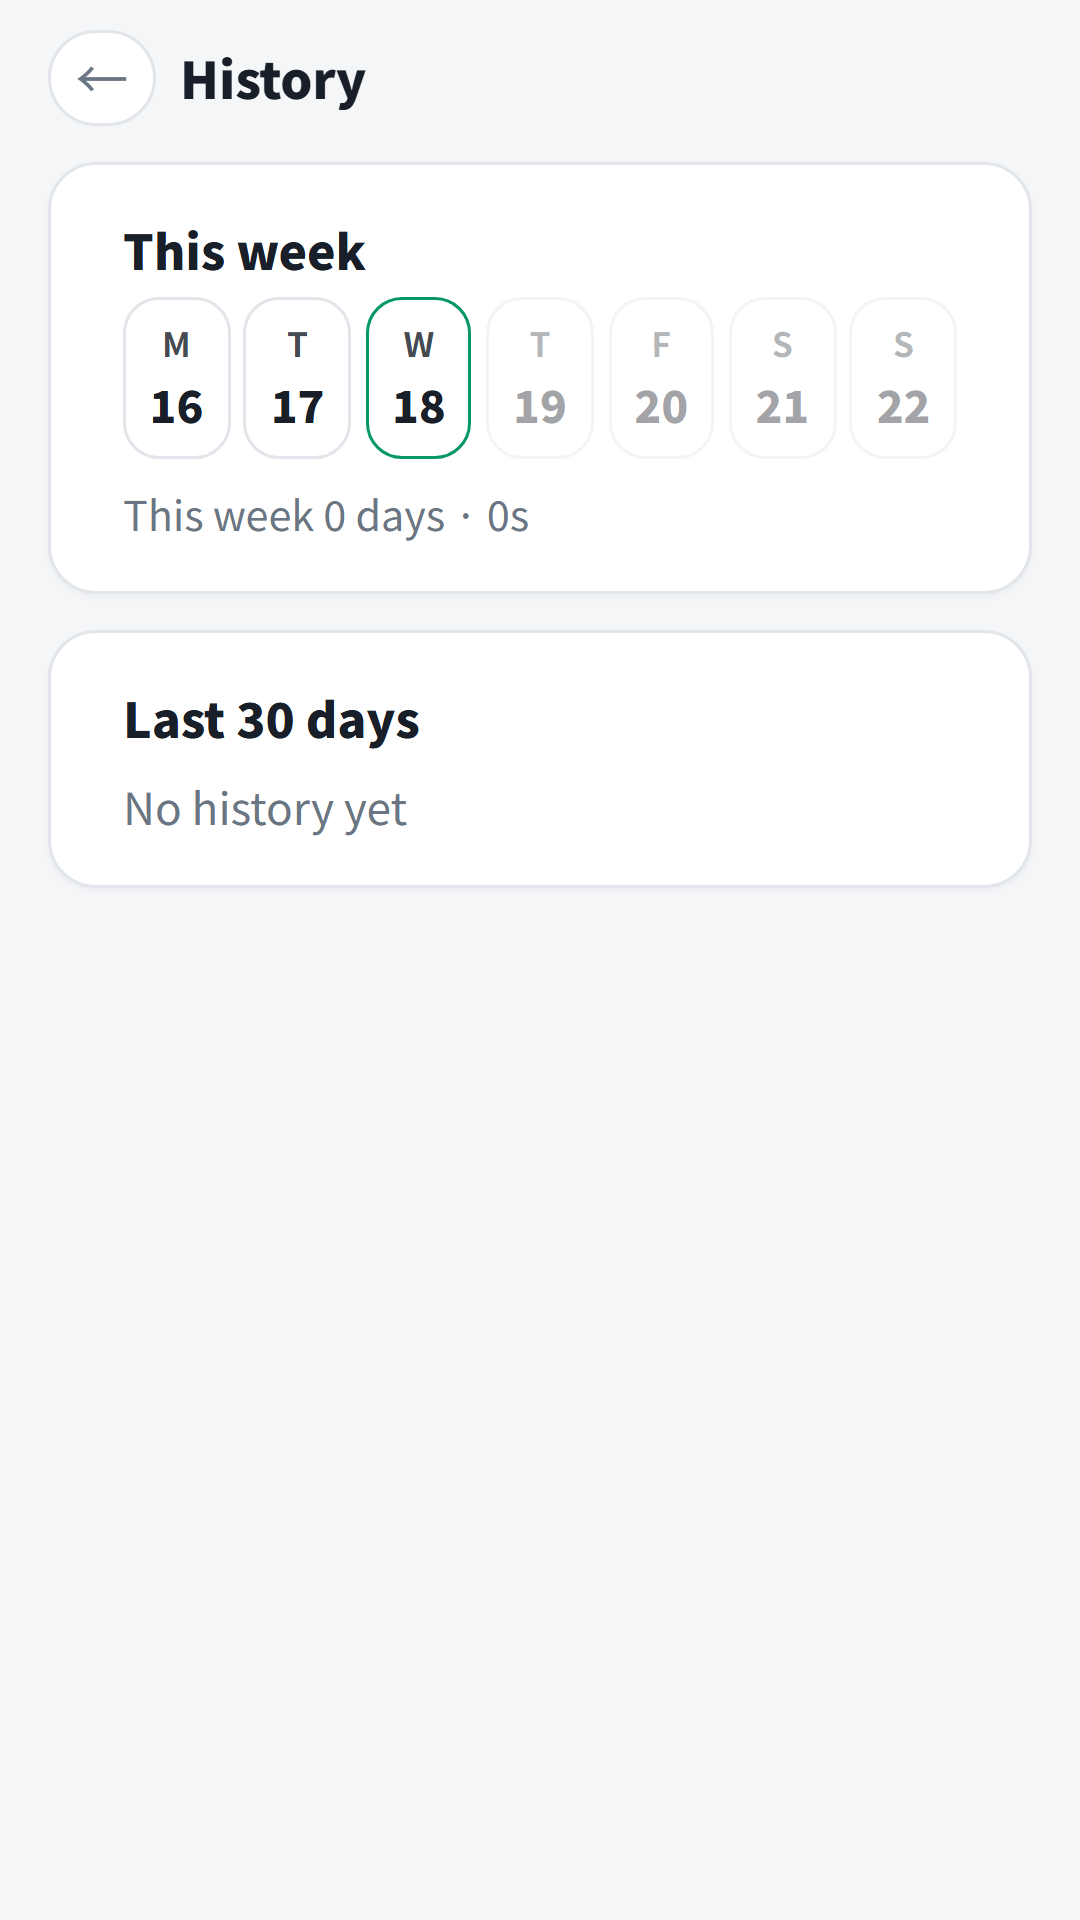 ← History
This week
M T W T F S S
16 17 18 19 20 21 22
This week 0 days · 0s
Last 30 days
No history yet